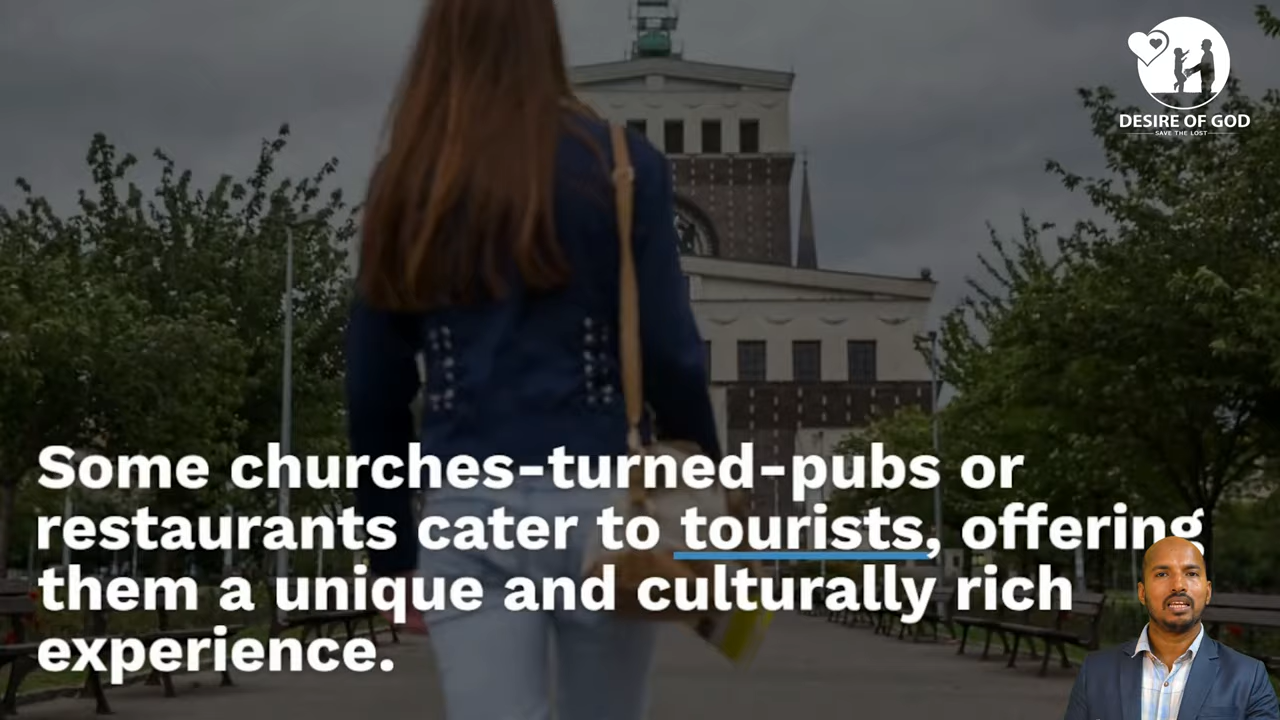 DESIRE OF GOD
SAVE THE LOST
Some churches-turned-pubs or
restaurants cater to tourists, offering
them a unique and culturally rich
experience.